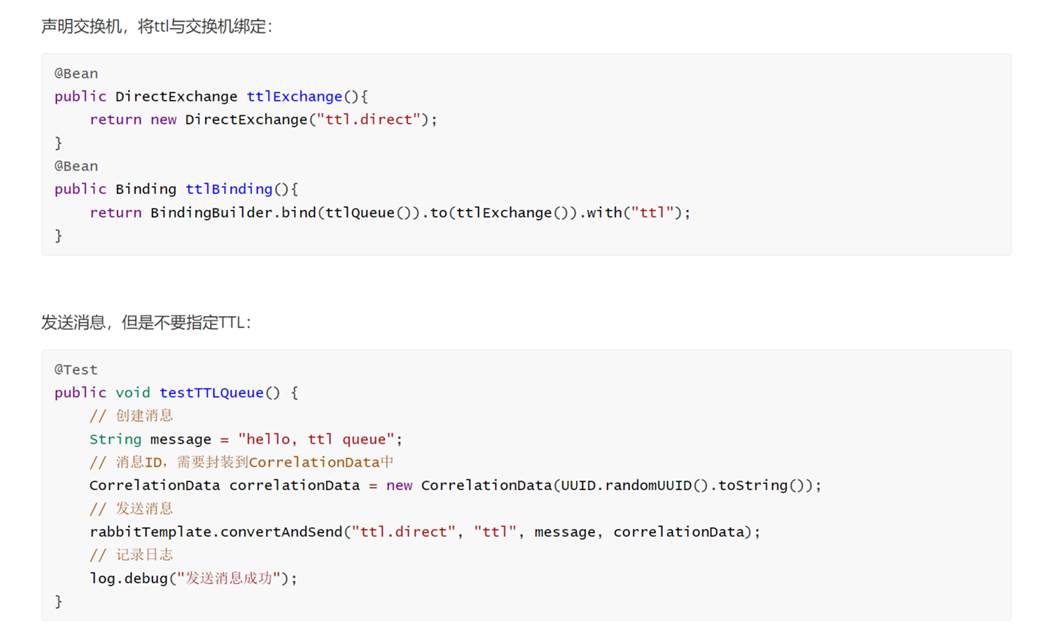 声明交换机，将ttl与交换机绑定：
@Bean
public DirectExchange ttlExchange(){
    return new DirectExchange("ttl.direct");
}
@Bean
public Binding ttlBinding(){
    return BindingBuilder.bind(ttlQueue()).to(ttlExchange()).with("ttl");
}
发送消息，但是不要指定TTL：
@Test
public void testTTLQueue() {
    // 创建消息
    String message = "hello, ttl queue";
    // 消息ID，需要封装到CorrelationData中
    CorrelationData correlationData = new CorrelationData(UUID.randomUUID().toString());
    // 发送消息
    rabbitTemplate.convertAndSend("ttl.direct", "ttl", message, correlationData);
    // 记录日志
    log.debug("发送消息成功");
}